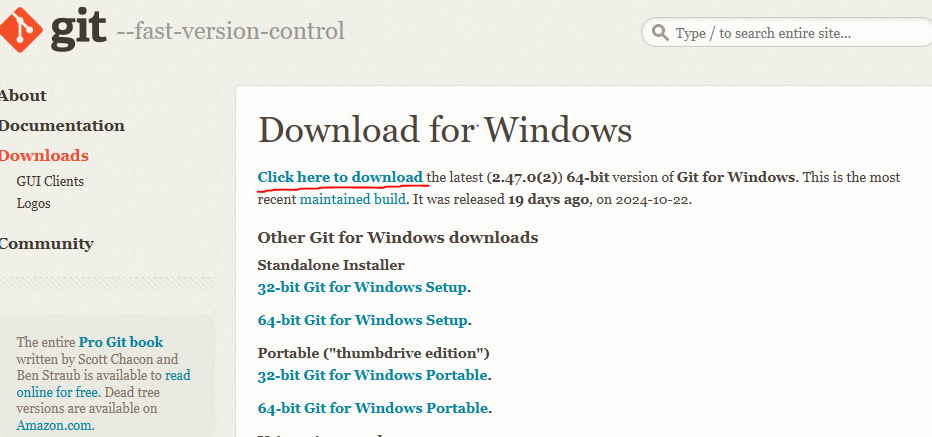 git --fast-version-control
Type / to search entire site...
About
Documentation
Downloads
GUI Clients
Logos
Community
The entire Pro Git book
written by Scott Chacon and
Ben Straub is available to read
online for free. Dead tree
versions are available on
Amazon.com.
Download for Windows
Click here to download the latest (2.47.0(2)) 64-bit version of Git for Windows. This is the most
recent maintained build. It was released 19 days ago, on 2024-10-22.
Other Git for Windows downloads
Standalone Installer
32-bit Git for Windows Setup.
64-bit Git for Windows Setup.
Portable ("thumbdrive edition")
32-bit Git for Windows Portable.
64-bit Git for Windows Portable.